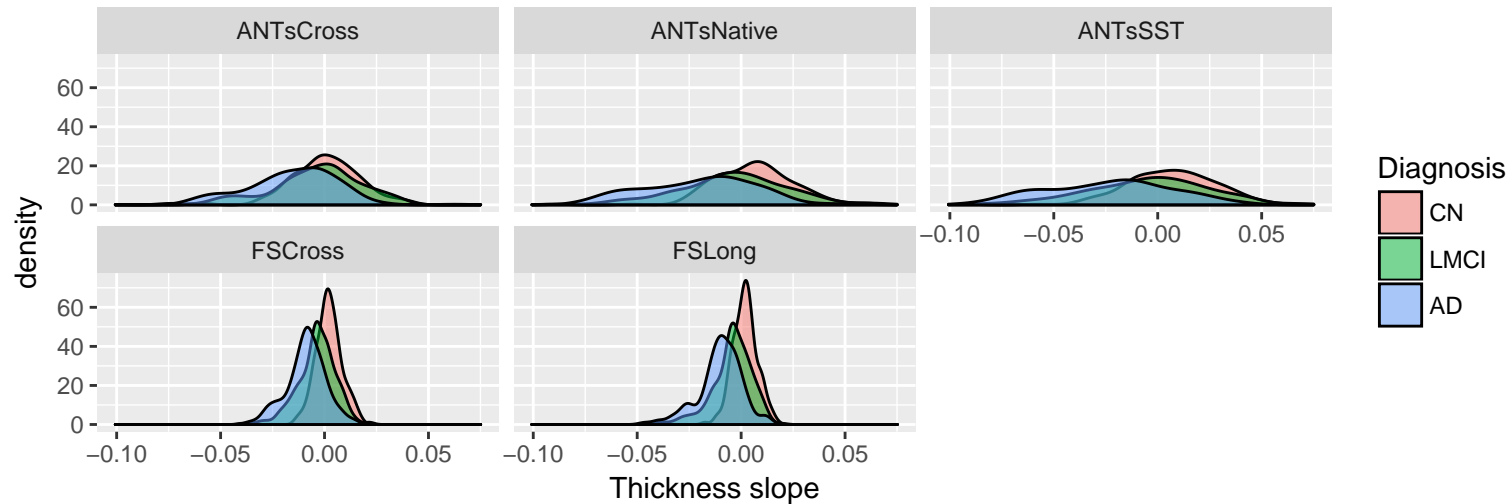 ANTsCross ANTsNative ANTsSST
60
40
20
0
−0.10 −0.05 0.00 0.05
FSCross FSLong
60
40
20
0
−0.10 −0.05 0.00 0.05 −0.10 −0.05 0.00 0.05
density
Thickness slope
Diagnosis
CN
LMCI
AD